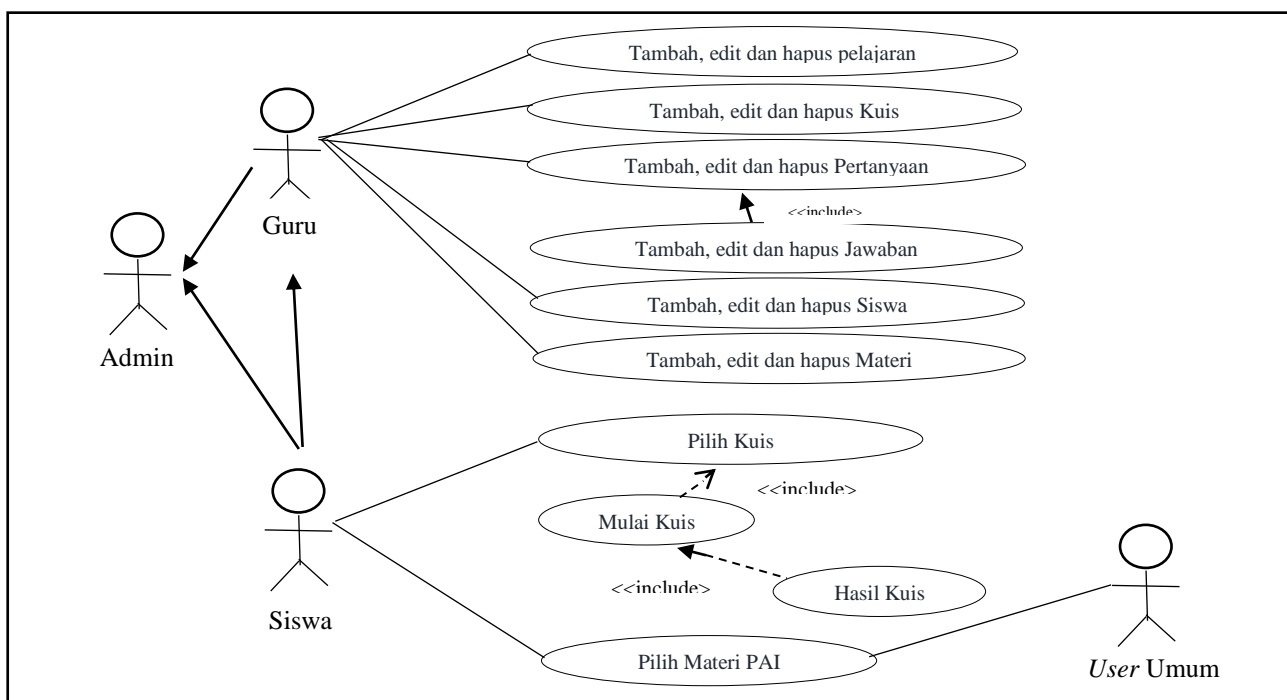 Tambah, edit dan hapus pelajaran
Tambah, edit dan hapus Kuis
Tambah, edit dan hapus Pertanyaan
<<include>
Tambah, edit dan hapus Jawaban
Tambah, edit dan hapus Siswa
Tambah, edit dan hapus Materi
Guru
Admin
Pilih Kuis
<<include>
Mulai Kuis
<<include>
Hasil Kuis
Siswa
Pilih Materi PAI
User Umum